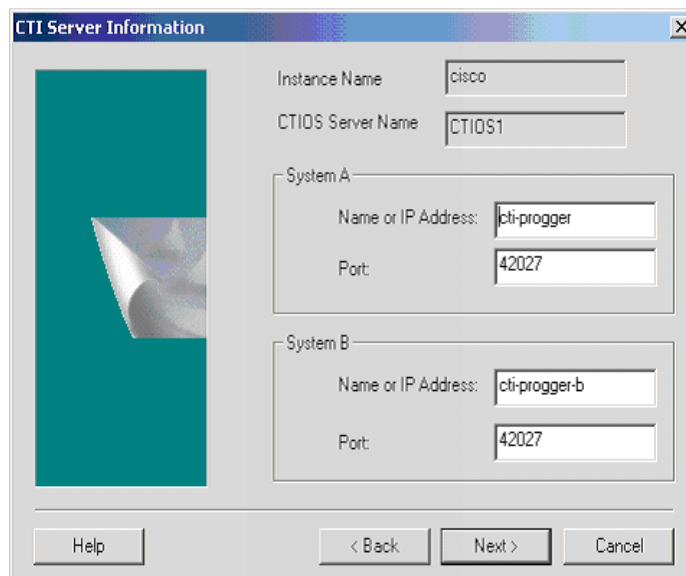 CTI Server Information
Instance Name cisco
CTIOS Server Name CTIOS1
System A
Name or IP Address: cti-progger
Port: 42027
System B
Name or IP Address: cti-progger-b
Port: 42027
Help < Back Next > Cancel